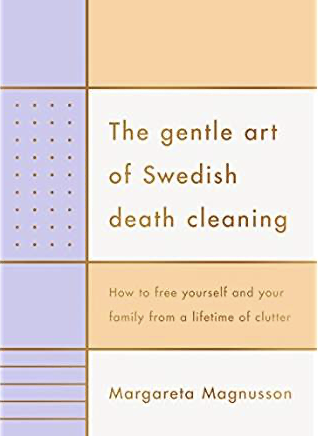 The gentle art
of Swedish
death cleaning
How to free yourself and your
family from a lifetime of clutter
Margareta Magnusson